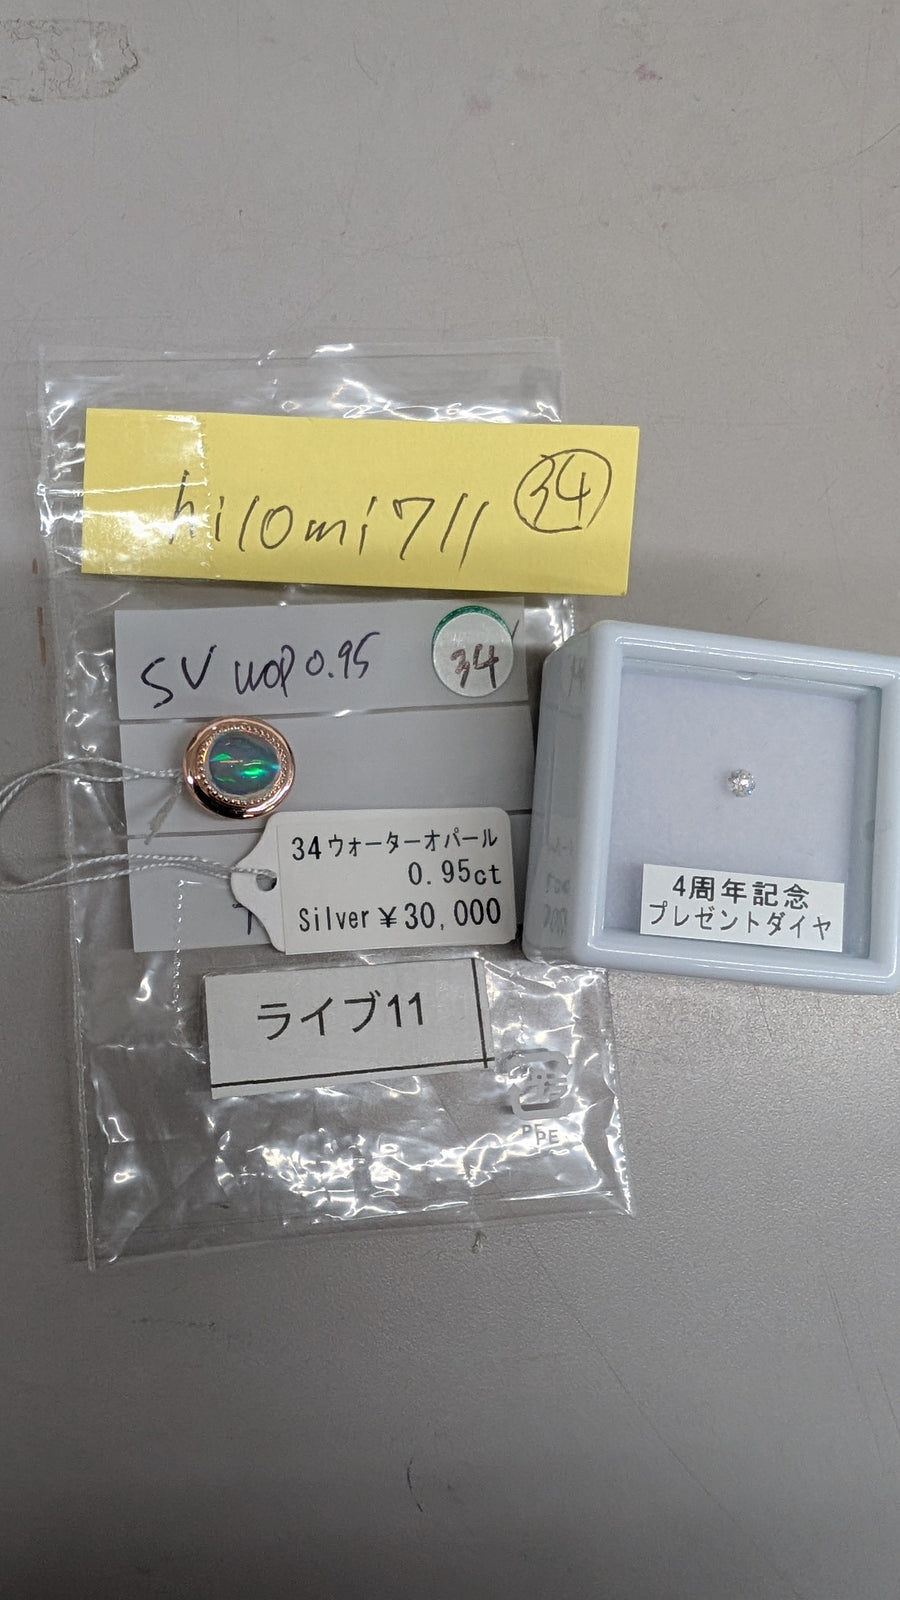 hi10mi711 34
SV WOP 0.95 34
34ウォーターオパール
0.95ct
Silver ¥30,000
4周年記念
プレゼントダイヤ
ライブ11
PE